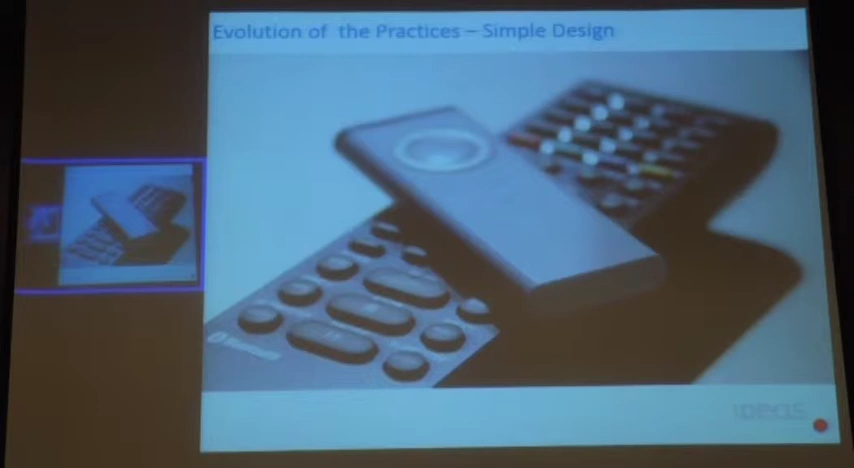 Evolution of the Practices – Simple Design